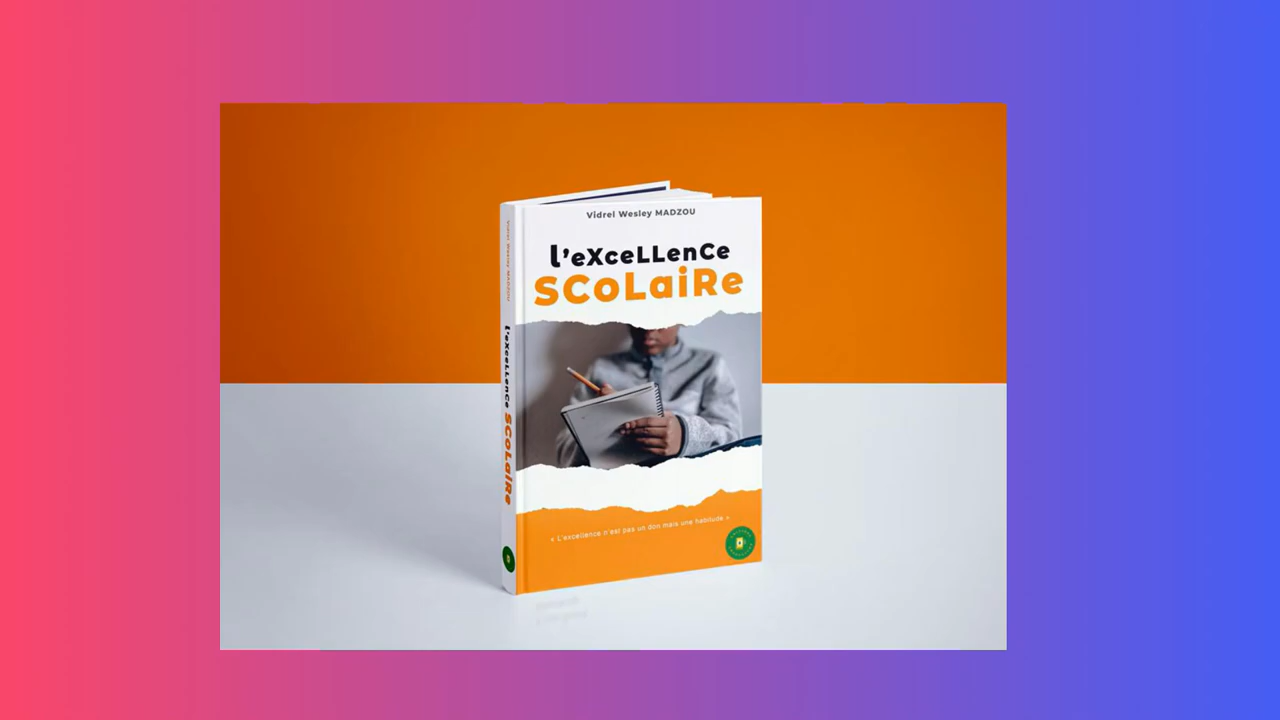 Vidrel Wesley MADZOU
l'eXceLLenCe
SCoLaiRe
« L'excellence n'est pas un don mais une habitude »
Vidrel Wesley MADZOU
l'eXceLLenCe SCoLaiRe